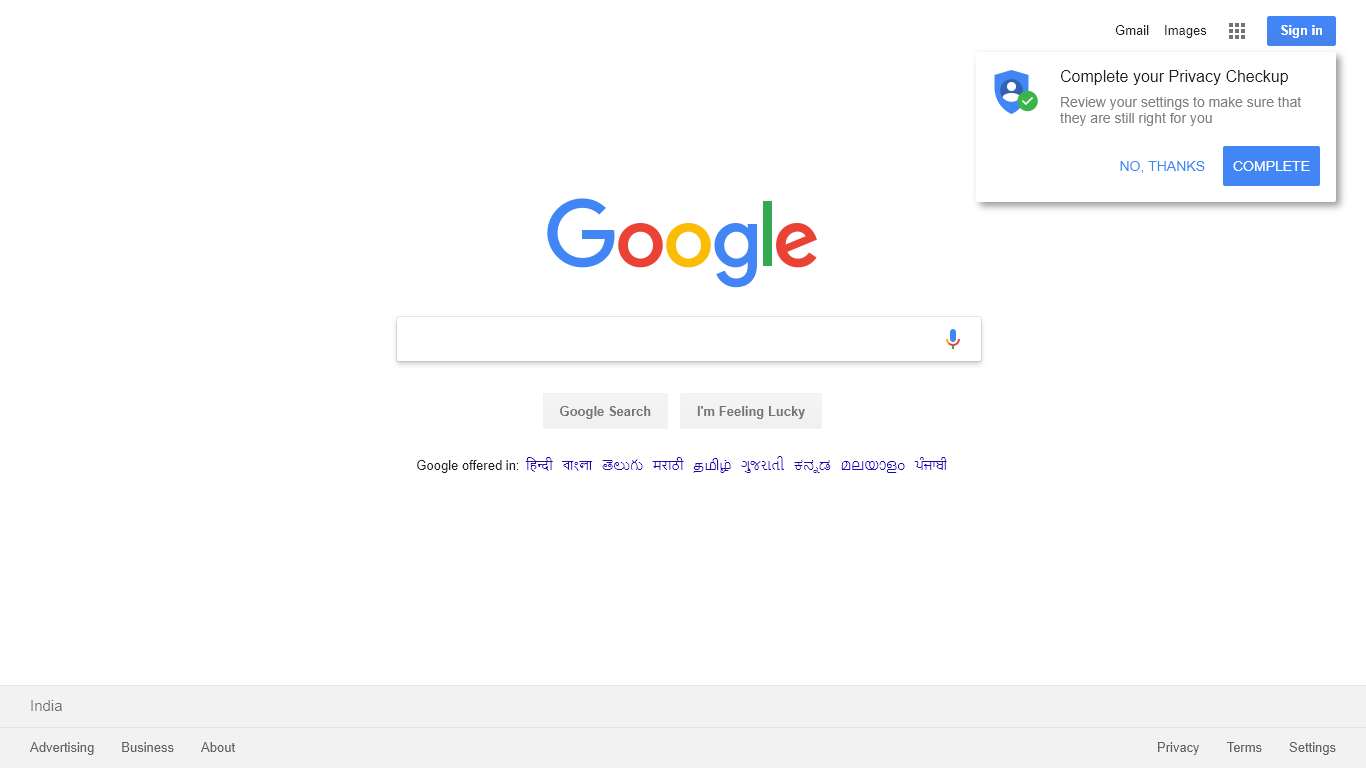 Gmail Images Sign in
Complete your Privacy Checkup
Review your settings to make sure that
they are still right for you
NO, THANKS COMPLETE
Google
Google Search I'm Feeling Lucky
Google offered in: हिन्दी বাংলা తెలుగు मराठी தமிழ் ગુજરાતી ಕನ್ನಡ മലയാളം ਪੰਜਾਬੀ
India
Advertising Business About Privacy Terms Settings